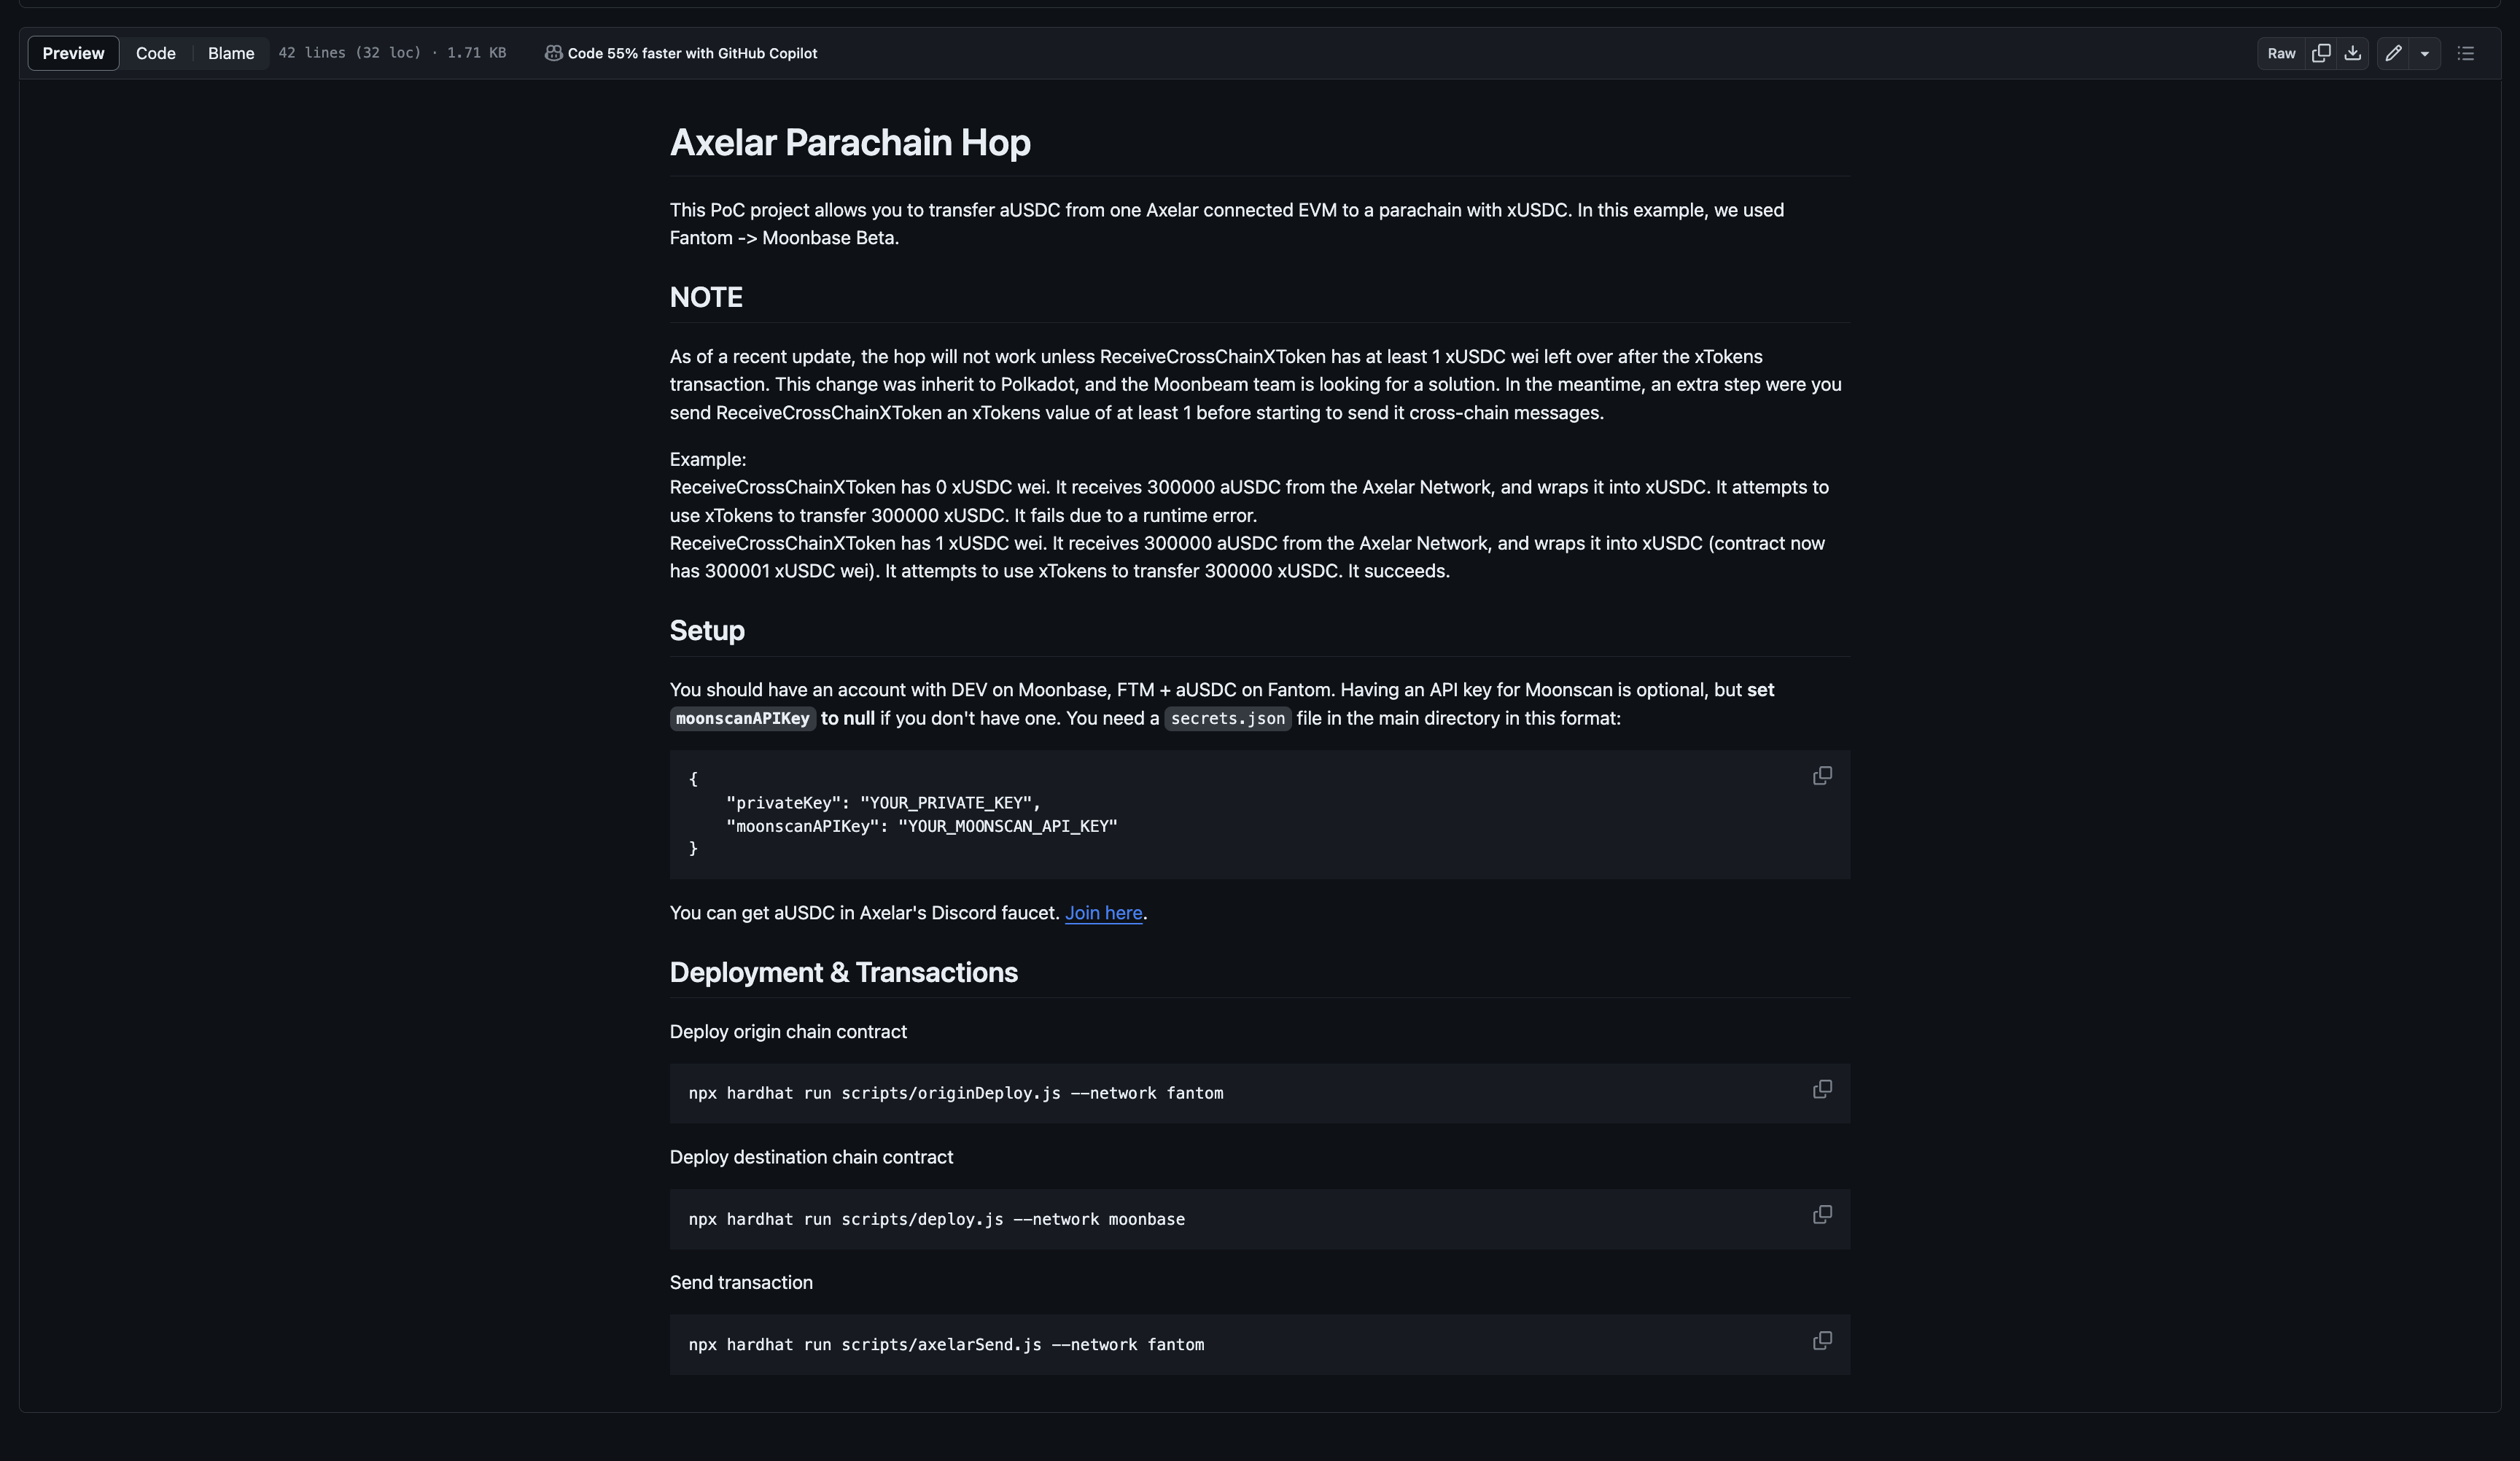 Preview Code Blame 42 lines (32 loc) · 1.71 KB Code 55% faster with GitHub Copilot Raw
Axelar Parachain Hop
This PoC project allows you to transfer aUSDC from one Axelar connected EVM to a parachain with xUSDC. In this example, we used
Fantom -> Moonbase Beta.
NOTE
As of a recent update, the hop will not work unless ReceiveCrossChainXToken has at least 1 xUSDC wei left over after the xTokens
transaction. This change was inherit to Polkadot, and the Moonbeam team is looking for a solution. In the meantime, an extra step were you
send ReceiveCrossChainXToken an xTokens value of at least 1 before starting to send it cross-chain messages.
Example:
ReceiveCrossChainXToken has 0 xUSDC wei. It receives 300000 aUSDC from the Axelar Network, and wraps it into xUSDC. It attempts to
use xTokens to transfer 300000 xUSDC. It fails due to a runtime error.
ReceiveCrossChainXToken has 1 xUSDC wei. It receives 300000 aUSDC from the Axelar Network, and wraps it into xUSDC (contract now
has 300001 xUSDC wei). It attempts to use xTokens to transfer 300000 xUSDC. It succeeds.
Setup
You should have an account with DEV on Moonbase, FTM + aUSDC on Fantom. Having an API key for Moonscan is optional, but set
moonscanAPIKey to null if you don't have one. You need a secrets.json file in the main directory in this format:
{
    "privateKey": "YOUR_PRIVATE_KEY",
    "moonscanAPIKey": "YOUR_MOONSCAN_API_KEY"
}
You can get aUSDC in Axelar's Discord faucet. Join here.
Deployment & Transactions
Deploy origin chain contract
npx hardhat run scripts/originDeploy.js --network fantom
Deploy destination chain contract
npx hardhat run scripts/deploy.js --network moonbase
Send transaction
npx hardhat run scripts/axelarSend.js --network fantom